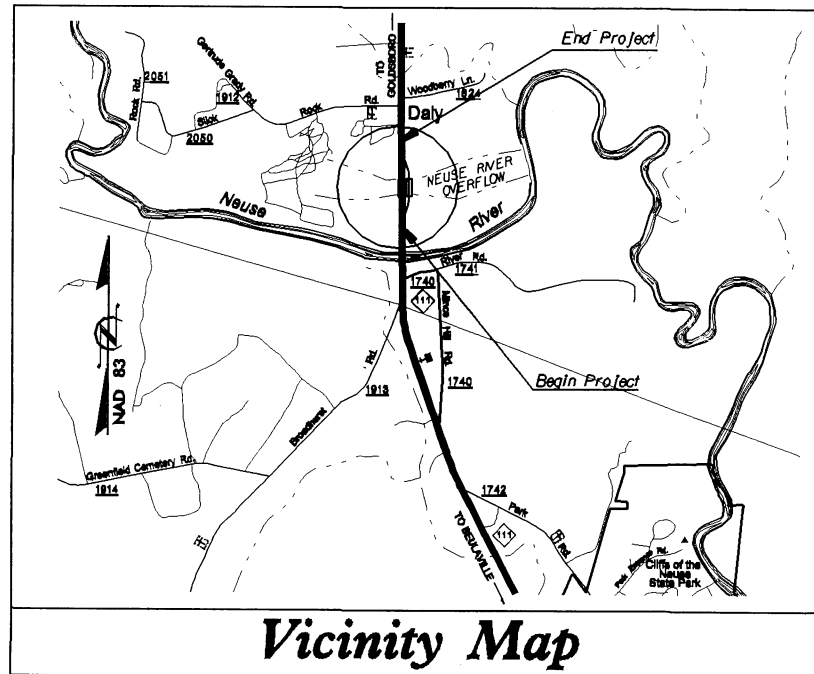 End Project
TO
GOLDSBORO
Gertrude Grady Rd.
2051
Rock Rd.
1912
Woodberry Ln.
1924
Slick
Rock
Rd.
2050
Daly
NEUSE RIVER
OVERFLOW
Neuse
River
River Rd.
1741
1740
111
NAD 83
Rd.
1913
1740
Begin Project
Broadhurst
Greenfield Cemetery Rd.
1914
1742
Park
Rd.
111
TO BEULAVILLE
Cliffs of the
Neuse
State Park
Vicinity Map